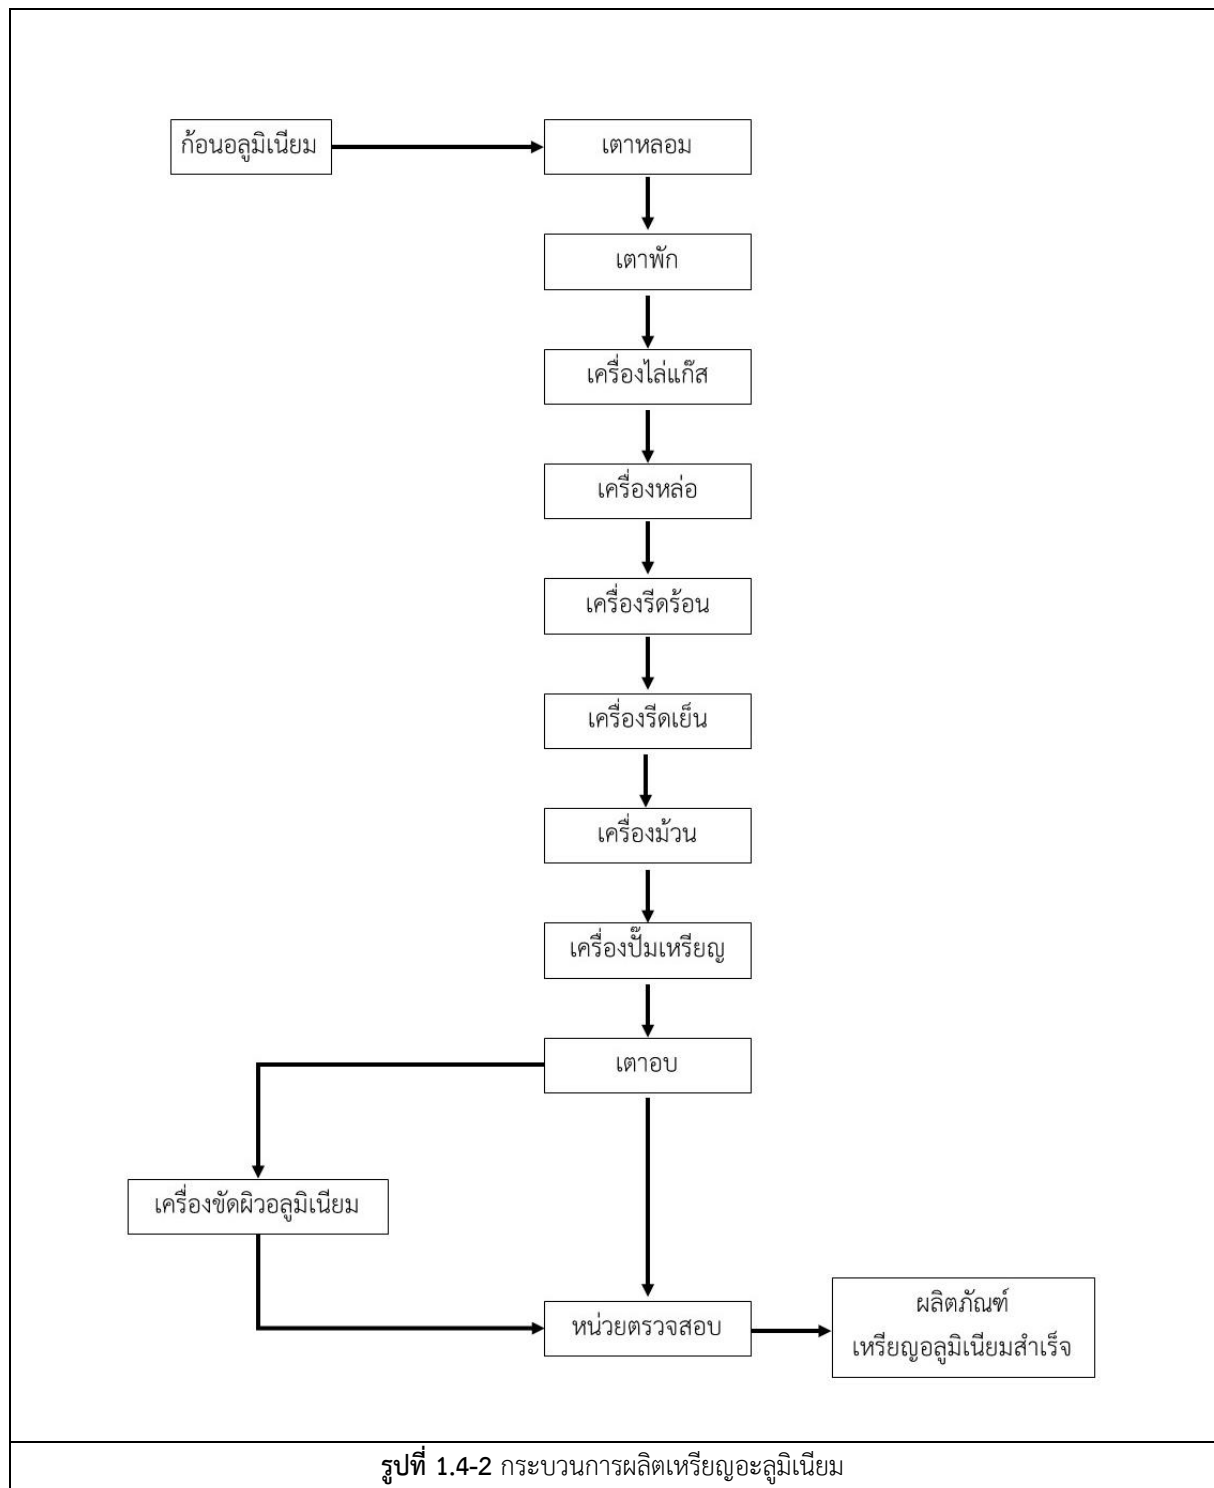 ก้อนอลูมิเนียม
เตาหลอม
เตาพัก
เครื่องไล่แก๊ส
เครื่องหล่อ
เครื่องรีดร้อน
เครื่องรีดเย็น
เครื่องม้วน
เครื่องปั๊มเหรียญ
เตาอบ
เครื่องขัดผิวอลูมิเนียม
หน่วยตรวจสอบ
ผลิตภัณฑ์
เหรียญอลูมิเนียมสำเร็จ
รูปที่ 1.4-2 กระบวนการผลิตเหรียญอะลูมิเนียม